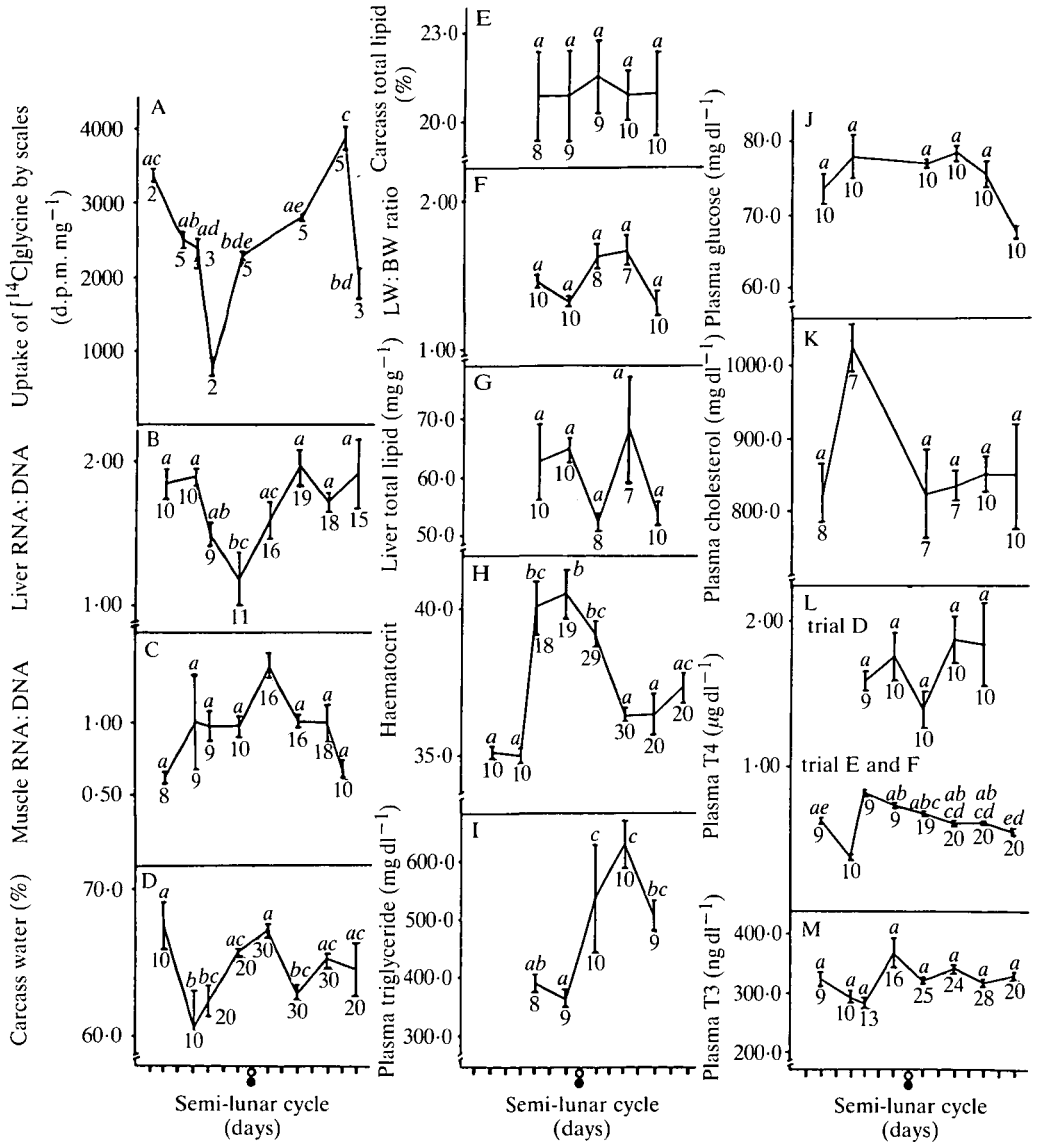 A
Uptake of [¹⁴C]glycine by scales
(d.p.m. mg⁻¹)
4000
3000
2000
1000
ac
2
ab
5
ad
3
2
bde
5
ae
5
c
5
bd
3
B
Liver RNA:DNA
2·00
1·00
a
10
a
10
ab
9
bc
11
ac
16
a
19
a
18
a
15
C
Muscle RNA:DNA
1·00
0·50
a
8
a
9
a
9
a
10
a
16
a
16
a
18
a
10
D
Carcass water (%)
70·0
60·0
a
10
b
10
bc
20
ac
20
a
30
bc
30
ac
30
ac
20
Semi-lunar cycle
(days)
E
Carcass total lipid
(%)
23·0
20·0
a
8
a
9
a
9
a
10
a
10
F
LW:BW ratio
2·00
1·00
a
10
a
10
a
8
a
7
a
10
G
Liver total lipid (mg g⁻¹)
70·0
60·0
50·0
a
10
a
10
a
8
a
7
a
10
H
Haematocrit
40·0
35·0
a
10
a
10
bc
18
b
19
bc
29
a
30
a
20
ac
20
I
Plasma triglyceride (mg dl⁻¹)
600·0
500·0
400·0
300·0
ab
8
a
9
c
10
c
10
bc
9
Semi-lunar cycle
(days)
J
Plasma glucose (mg dl⁻¹)
80·0
70·0
60·0
a
10
a
10
a
10
a
10
a
10
10
K
Plasma cholesterol (mg dl⁻¹)
1000·0
900·0
800·0
a
8
7
a
7
a
7
a
10
a
10
L
trial D
Plasma T4 (μg dl⁻¹)
2·00
1·00
a
9
a
10
a
10
a
10
a
10
trial E and F
ae
9
10
9
ab
9
abc
19
ab
cd
20
ab
cd
20
ed
20
M
Plasma T3 (ng dl⁻¹)
400·0
300·0
200·0
a
9
a
10
a
13
a
16
a
25
a
24
a
28
a
20
Semi-lunar cycle
(days)